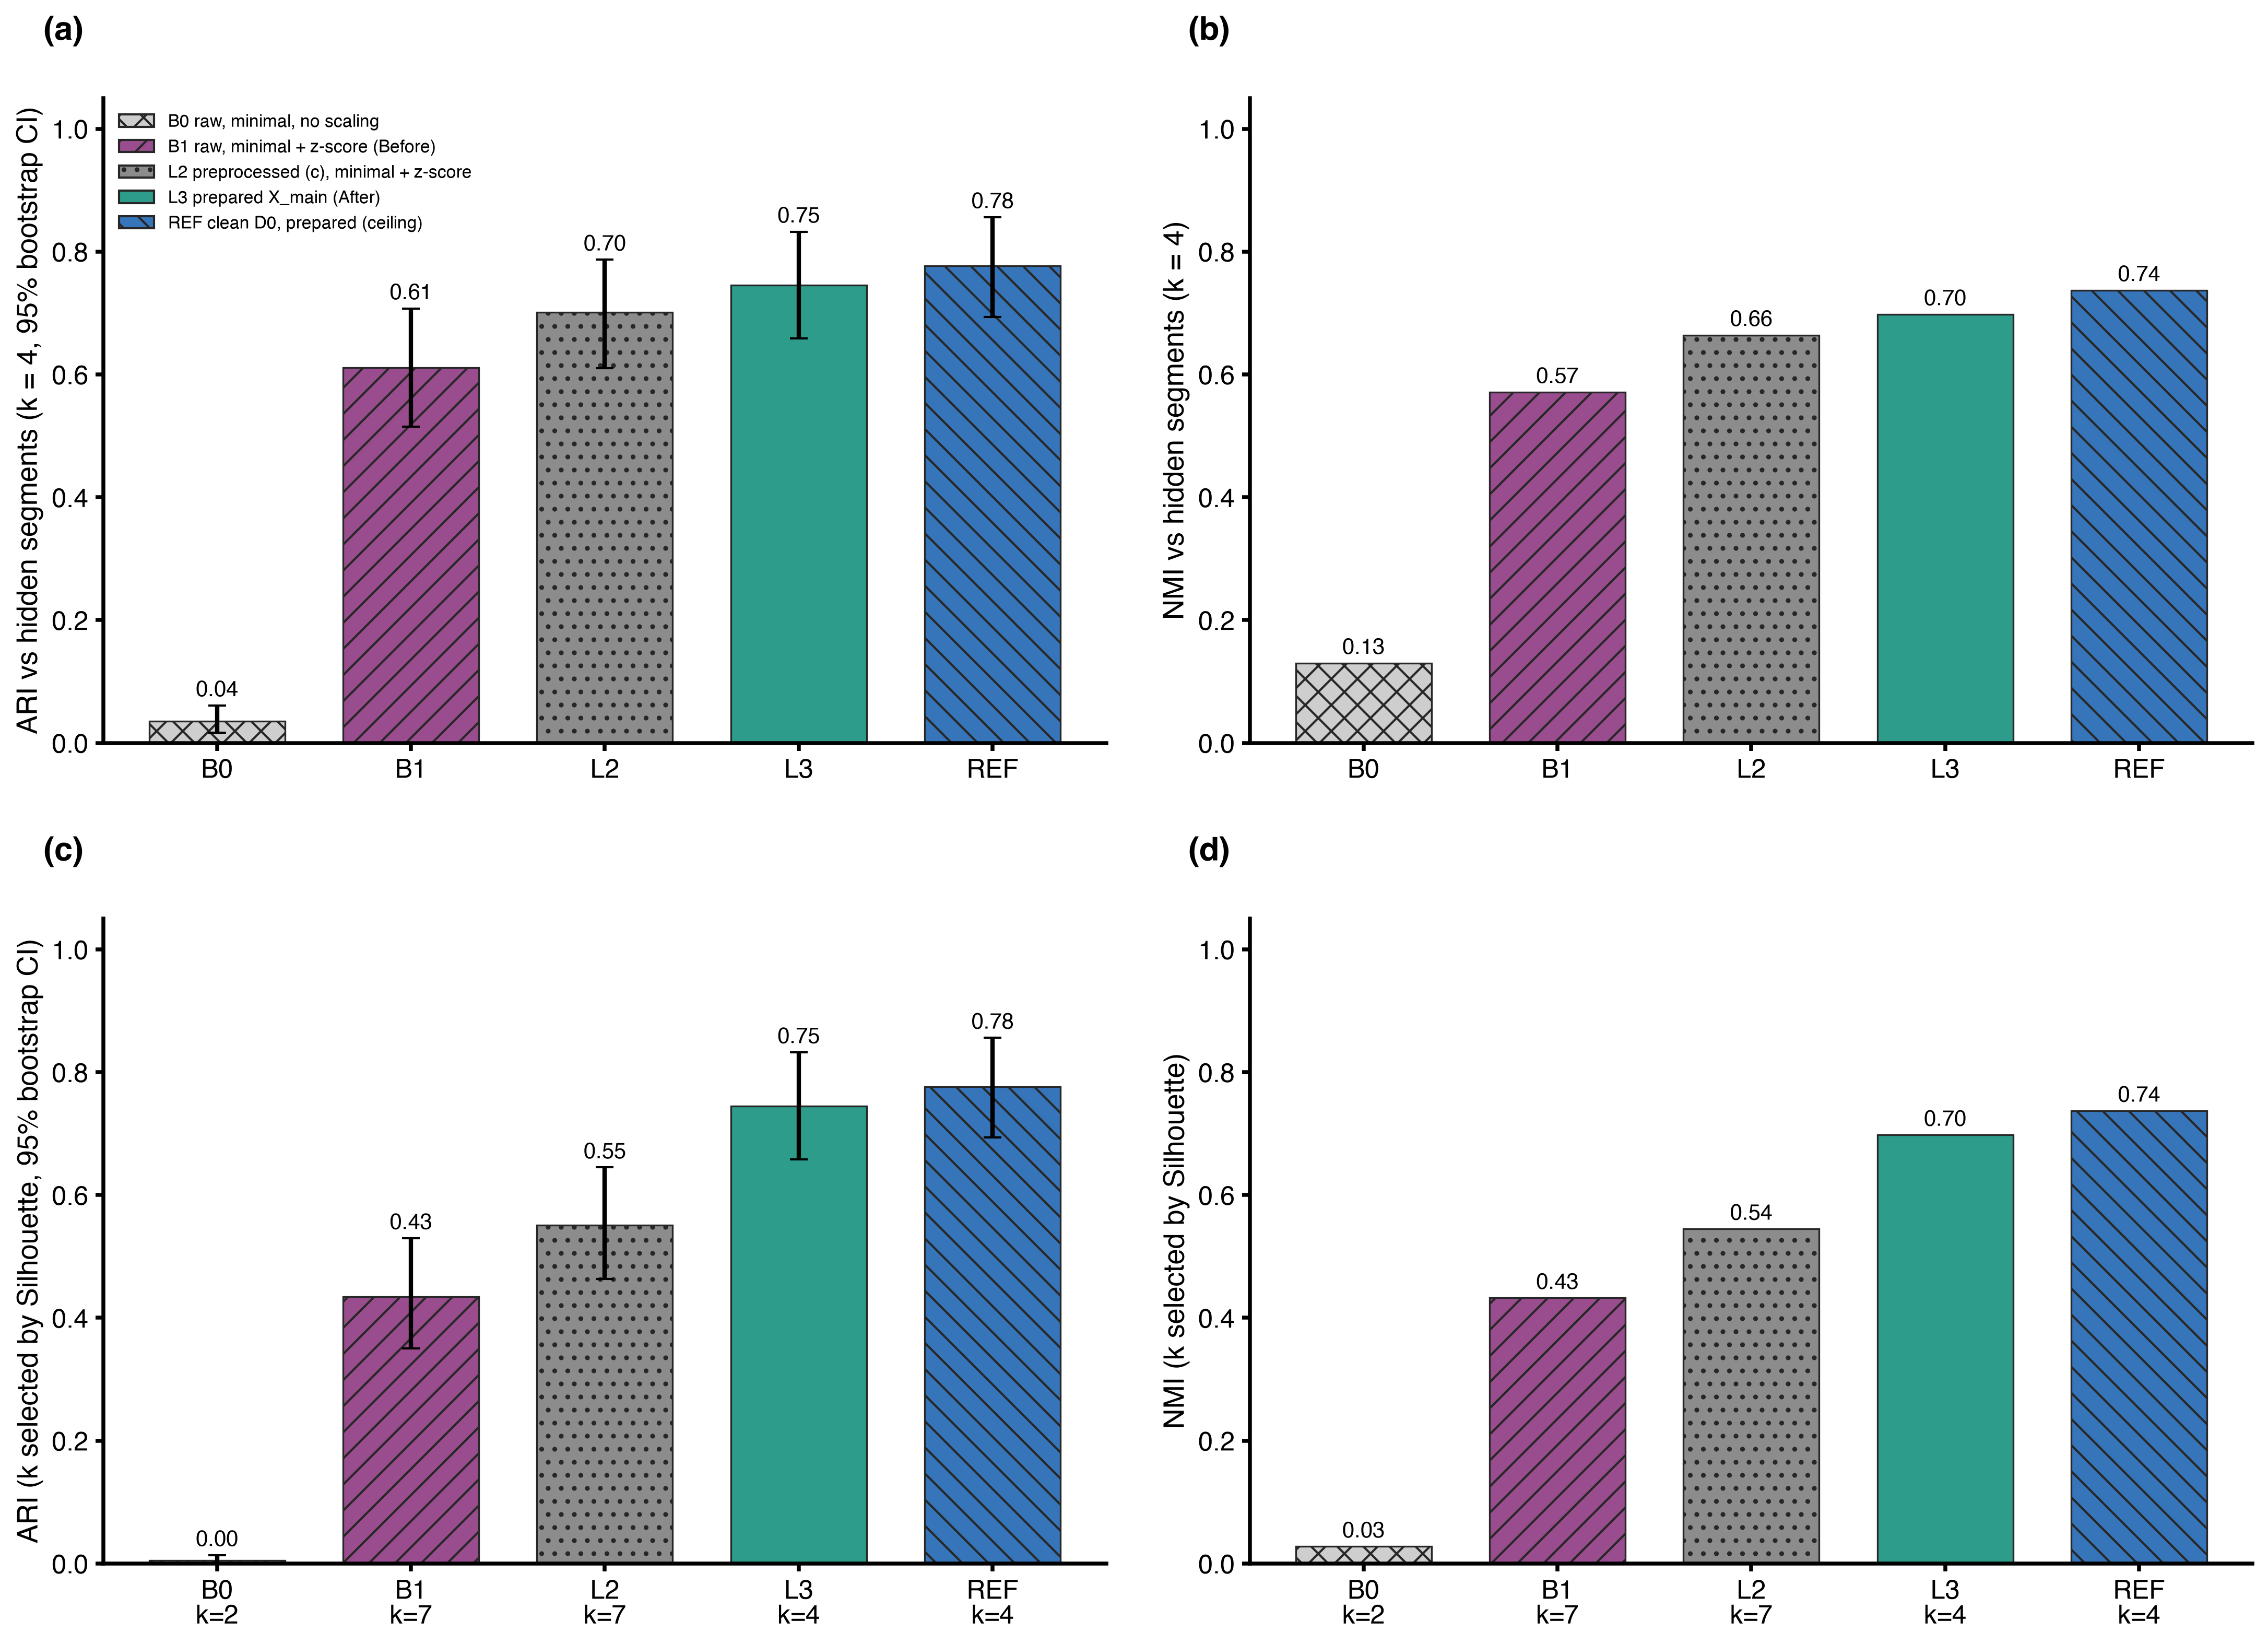 (a)
ARI vs hidden segments (k = 4, 95% bootstrap CI)
1.0
0.8
0.6
0.4
0.2
0.0
B0 raw, minimal, no scaling
B1 raw, minimal + z-score (Before)
L2 preprocessed (c), minimal + z-score
L3 prepared X_main (After)
REF clean D0, prepared (ceiling)
0.04
0.61
0.70
0.75
0.78
B0
B1
L2
L3
REF
(b)
NMI vs hidden segments (k = 4)
1.0
0.8
0.6
0.4
0.2
0.0
0.13
0.57
0.66
0.70
0.74
B0
B1
L2
L3
REF
(c)
ARI (k selected by Silhouette, 95% bootstrap CI)
1.0
0.8
0.6
0.4
0.2
0.0
0.00
0.43
0.55
0.75
0.78
B0
k=2
B1
k=7
L2
k=7
L3
k=4
REF
k=4
(d)
NMI (k selected by Silhouette)
1.0
0.8
0.6
0.4
0.2
0.0
0.03
0.43
0.54
0.70
0.74
B0
k=2
B1
k=7
L2
k=7
L3
k=4
REF
k=4